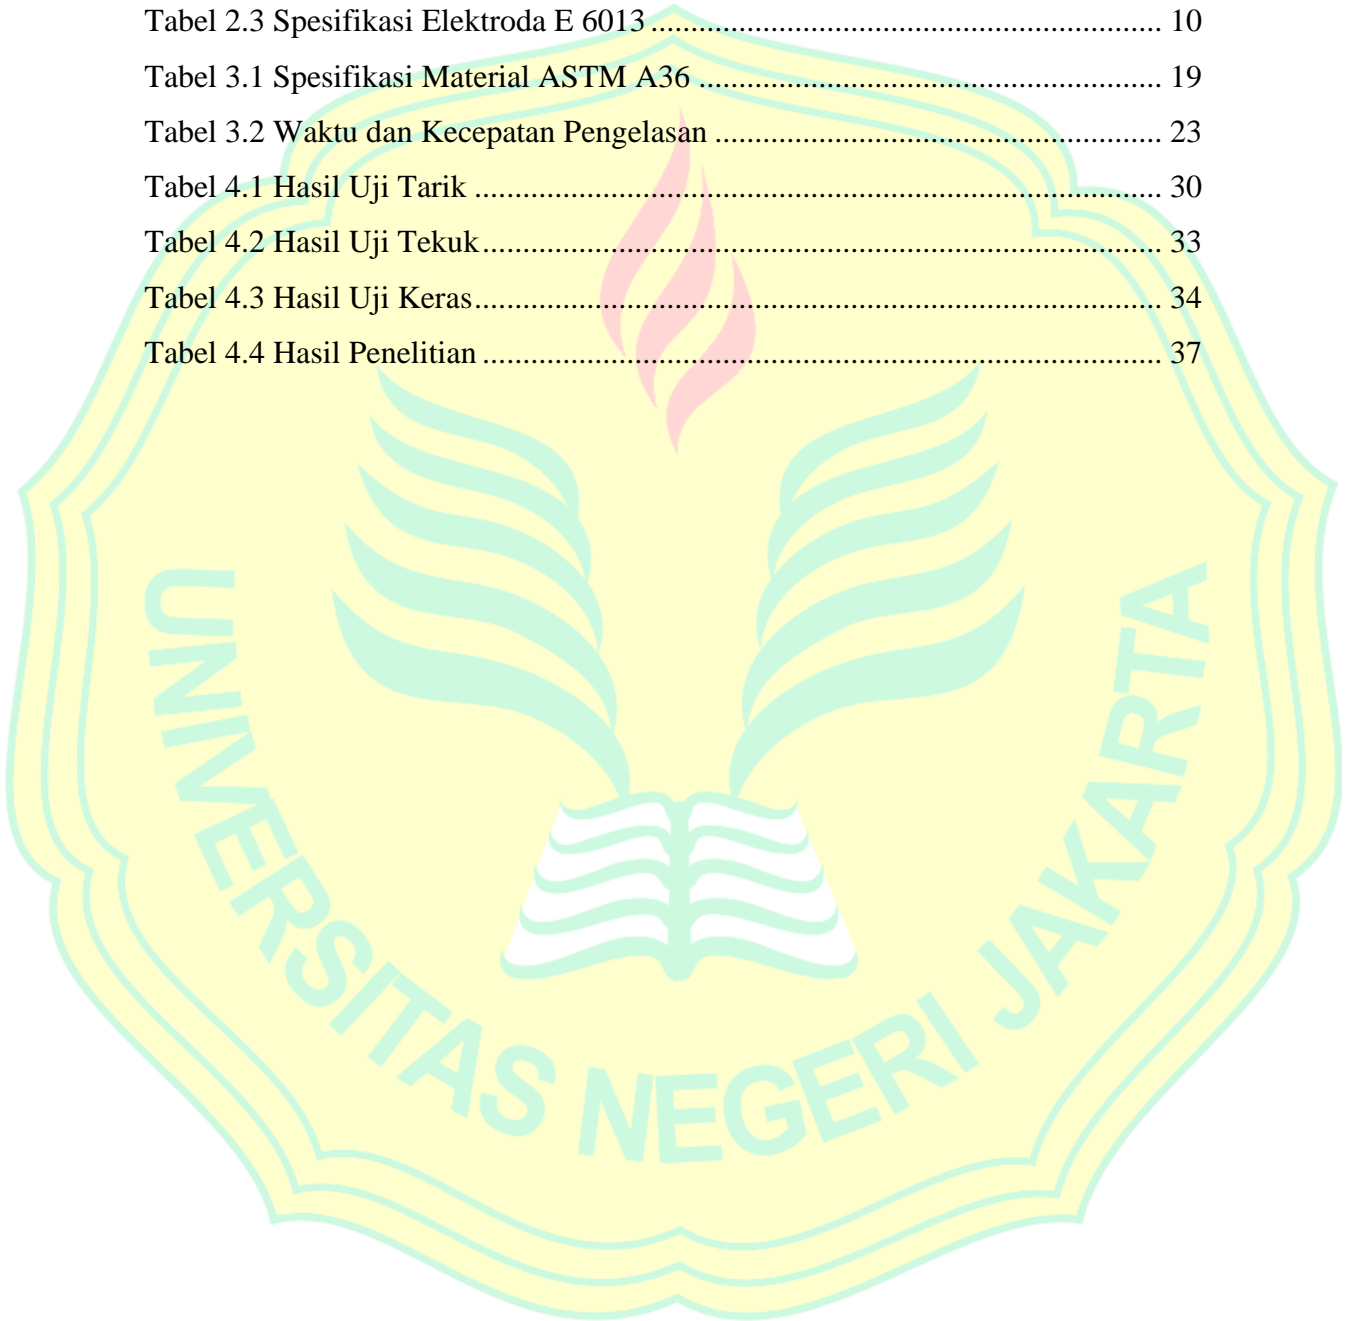 Tabel 2.3 Spesifikasi Elektroda E 6013 ................................................................ 10
Tabel 3.1 Spesifikasi Material ASTM A36 .......................................................... 19
Tabel 3.2 Waktu dan Kecepatan Pengelasan ........................................................ 23
Tabel 4.1 Hasil Uji Tarik ...................................................................................... 30
Tabel 4.2 Hasil Uji Tekuk..................................................................................... 33
Tabel 4.3 Hasil Uji Keras...................................................................................... 34
Tabel 4.4 Hasil Penelitian ..................................................................................... 37
UNIVERSITAS NEGERI JAKARTA